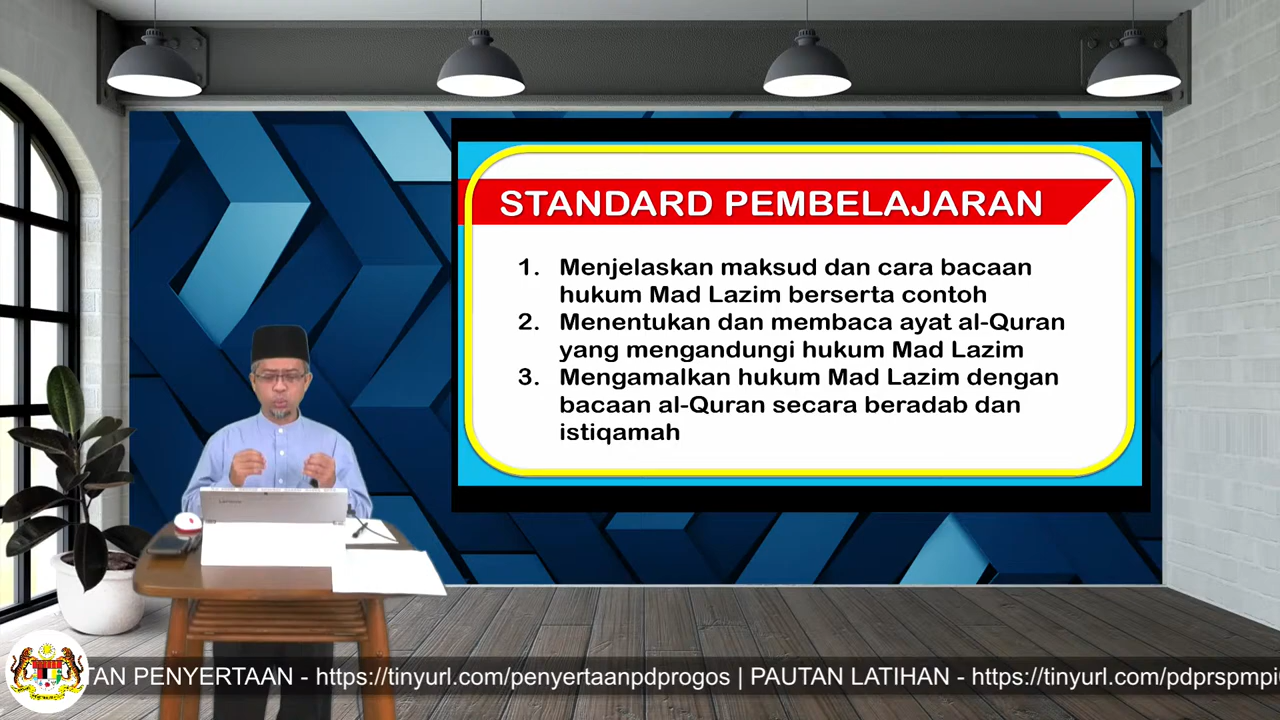 STANDARD PEMBELAJARAN
1. Menjelaskan maksud dan cara bacaan
hukum Mad Lazim berserta contoh
2. Menentukan dan membaca ayat al-Quran
yang mengandungi hukum Mad Lazim
3. Mengamalkan hukum Mad Lazim dengan
bacaan al-Quran secara beradab dan
istiqamah
TAN PENYERTAAN - https://tinyurl.com/penyertaanpdprogos | PAUTAN LATIHAN - https://tinyurl.com/pdprspmpi